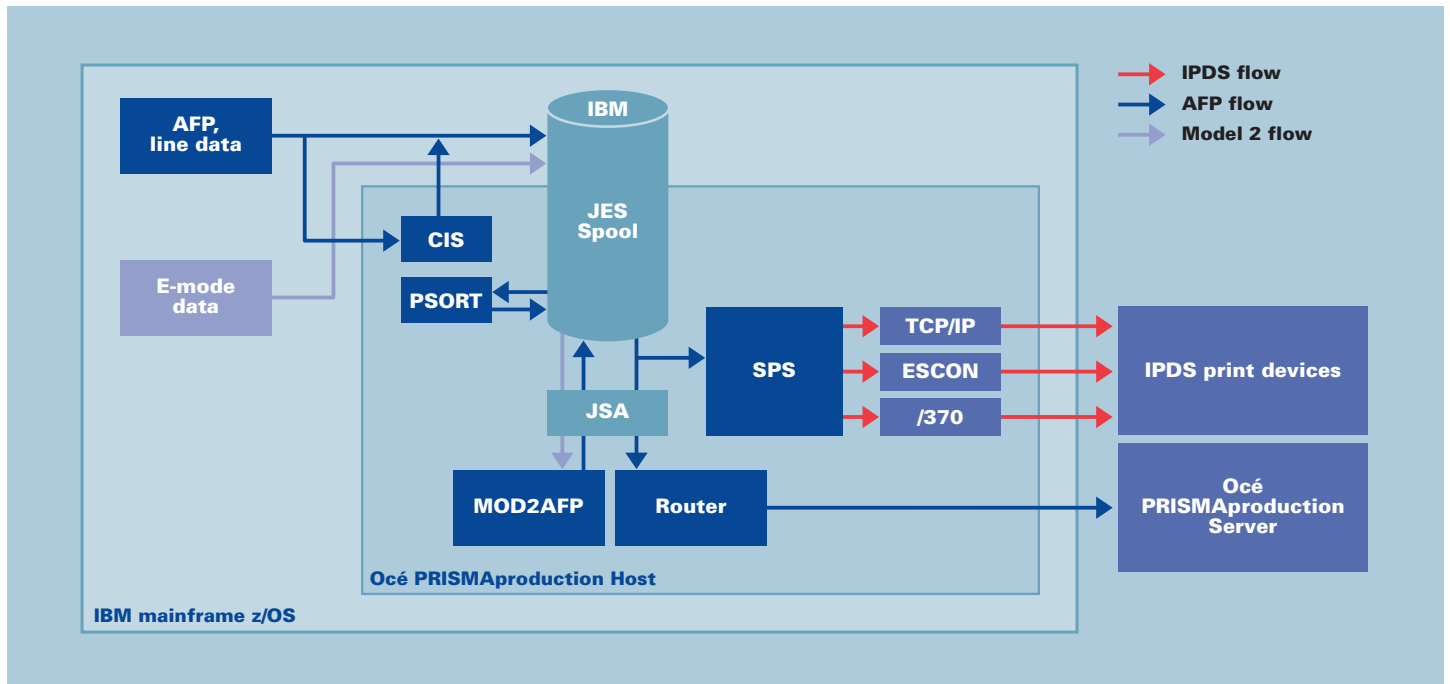 IPDS flow
AFP flow
Model 2 flow
AFP,
line data
IBM
JES
Spool
CIS
E-mode
data
PSORT
SPS
TCP/IP
ESCON
/370
IPDS print devices
JSA
MOD2AFP
Router
Océ
PRISMAproduction
Server
Océ PRISMAproduction Host
IBM mainframe z/OS